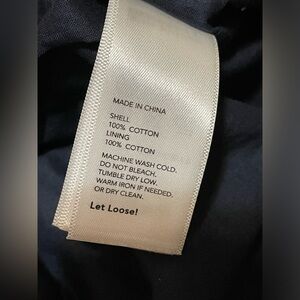 MADE IN CHINA
SHELL
100% COTTON
LINING
100% COTTON
MACHINE WASH COLD.
DO NOT BLEACH.
TUMBLE DRY LOW.
WARM IRON IF NEEDED.
OR DRY CLEAN.
Let Loose!